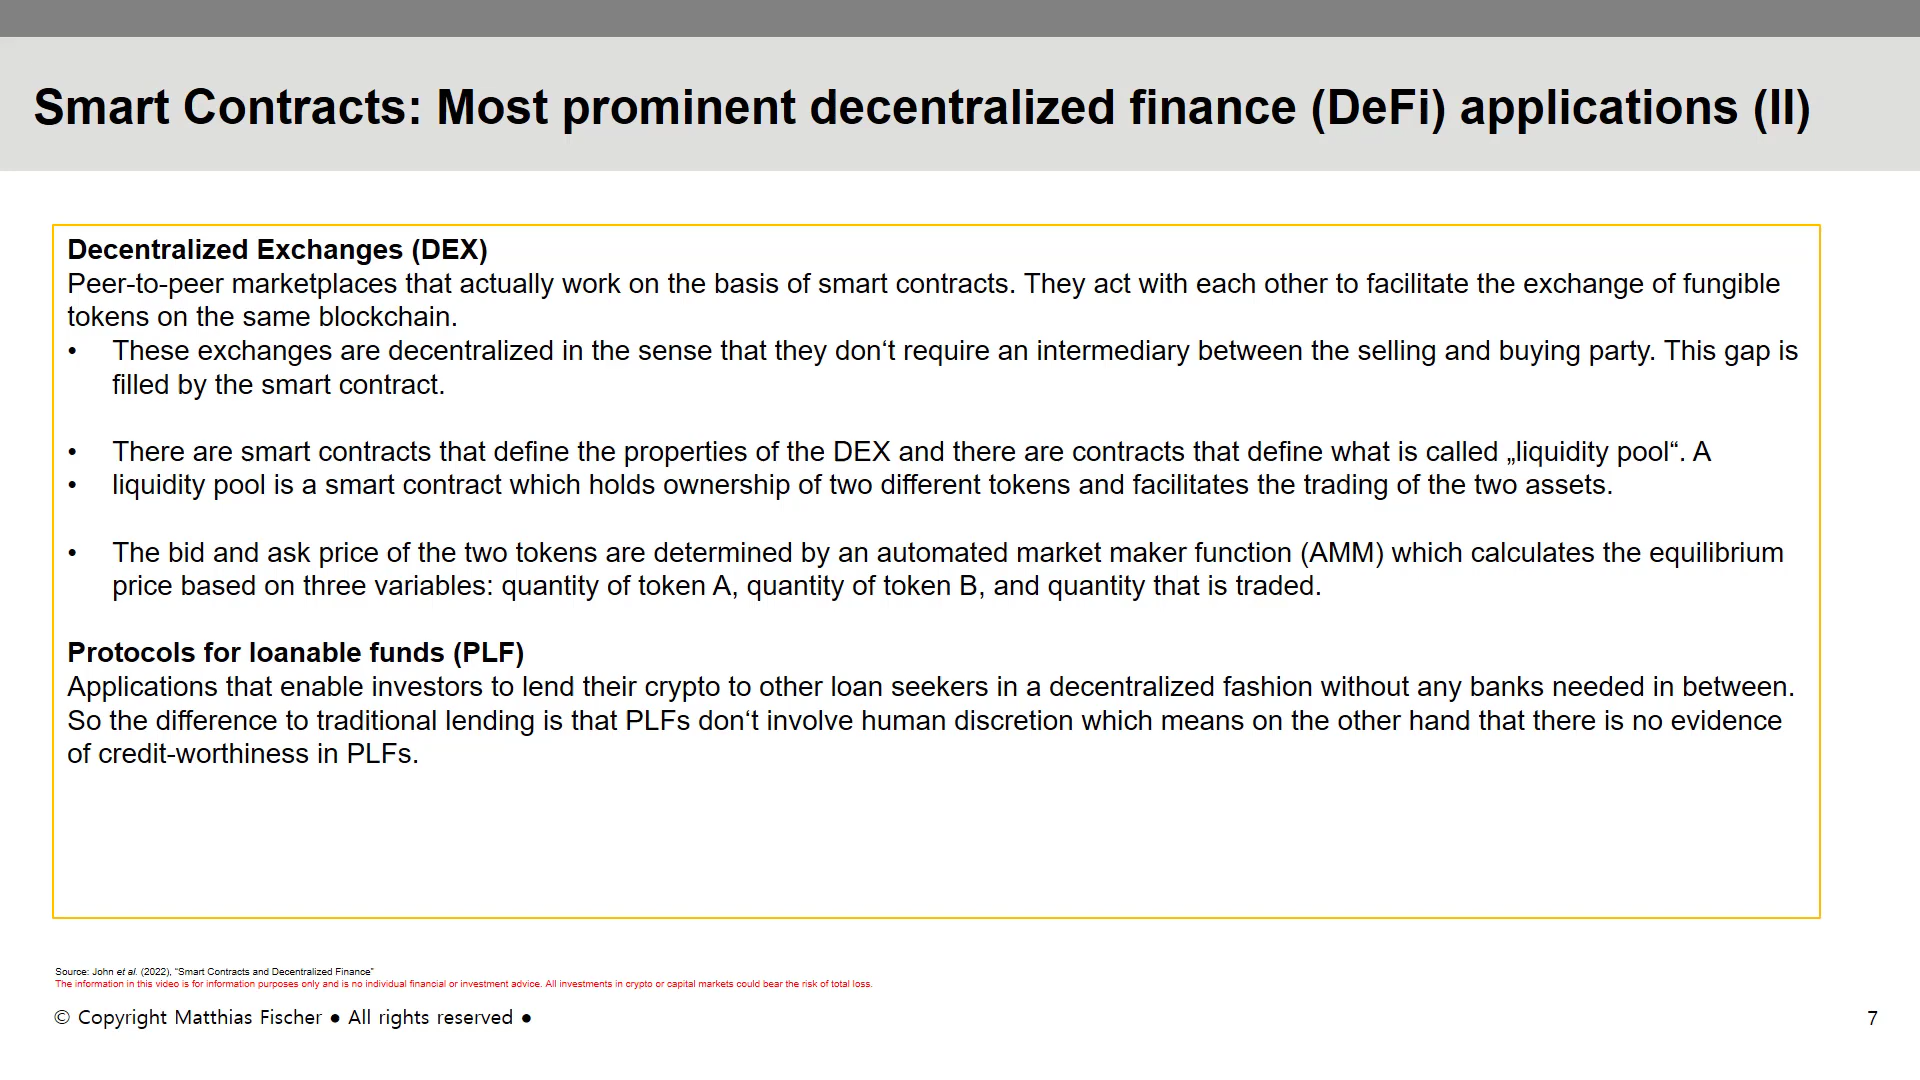 Smart Contracts: Most prominent decentralized finance (DeFi) applications (II)
Decentralized Exchanges (DEX)
Peer-to-peer marketplaces that actually work on the basis of smart contracts. They act with each other to facilitate the exchange of fungible
tokens on the same blockchain.
• These exchanges are decentralized in the sense that they don‘t require an intermediary between the selling and buying party. This gap is
filled by the smart contract.
• There are smart contracts that define the properties of the DEX and there are contracts that define what is called „liquidity pool“. A
• liquidity pool is a smart contract which holds ownership of two different tokens and facilitates the trading of the two assets.
• The bid and ask price of the two tokens are determined by an automated market maker function (AMM) which calculates the equilibrium
price based on three variables: quantity of token A, quantity of token B, and quantity that is traded.
Protocols for loanable funds (PLF)
Applications that enable investors to lend their crypto to other loan seekers in a decentralized fashion without any banks needed in between.
So the difference to traditional lending is that PLFs don‘t involve human discretion which means on the other hand that there is no evidence
of credit-worthiness in PLFs.
Source: John et al. (2022), “Smart Contracts and Decentralized Finance”
The information in this video is for information purposes only and is no individual financial or investment advice. All investments in crypto or capital markets could bear the risk of total loss.
© Copyright Matthias Fischer ● All rights reserved ●
7